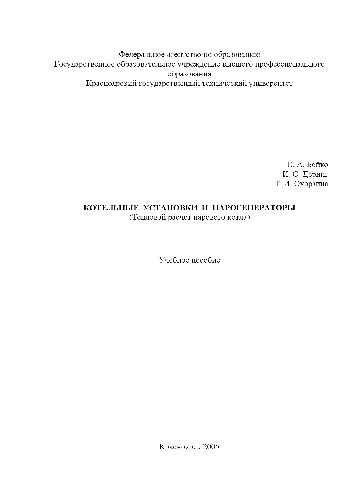 Федеральное агентство по образованию
Государственное образовательное учреждение высшего профессионального
образования
Красноярский государственный технический университет
Е. А. Бойко
И. С. Деринг
Т. И. Охорзина
КОТЕЛЬНЫЕ УСТАНОВКИ И ПАРОГЕНЕРАТОРЫ
(Тепловой расчет парового котла)
Учебное пособие
Красноярск 2005